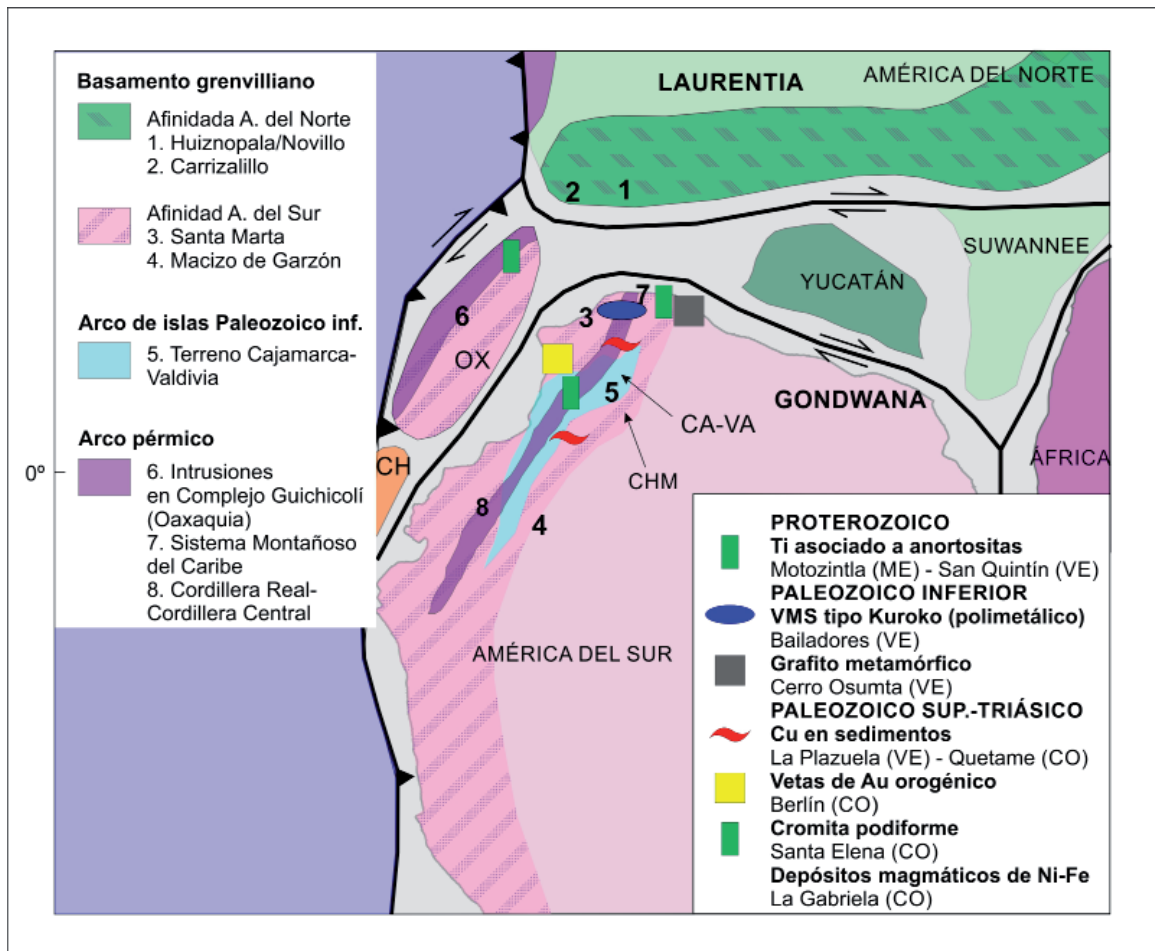 Basamento grenvilliano
Afinidada A. del Norte
1. Huiznopala/Novillo
2. Carrizalillo
Afinidad A. del Sur
3. Santa Marta
4. Macizo de Garzón
Arco de islas Paleozoico inf.
5. Terreno Cajamarca-
Valdivia
Arco pérmico
6. Intrusiones
en Complejo Guichicolí
(Oaxaquia)
7. Sistema Montañoso
del Caribe
8. Cordillera Real-
Cordillera Central
LAURENTIA
AMÉRICA DEL NORTE
2
1
SUWANNEE
YUCATÁN
6
OX
3
7
5
GONDWANA
CA-VA
0º
CH
CHM
ÁFRICA
8
4
AMÉRICA DEL SUR
PROTEROZOICO
Ti asociado a anortositas
Motozintla (ME) - San Quintín (VE)
PALEOZOICO INFERIOR
VMS tipo Kuroko (polimetálico)
Bailadores (VE)
Grafito metamórfico
Cerro Osumta (VE)
PALEOZOICO SUP.-TRIÁSICO
Cu en sedimentos
La Plazuela (VE) - Quetame (CO)
Vetas de Au orogénico
Berlín (CO)
Cromita podiforme
Santa Elena (CO)
Depósitos magmáticos de Ni-Fe
La Gabriela (CO)